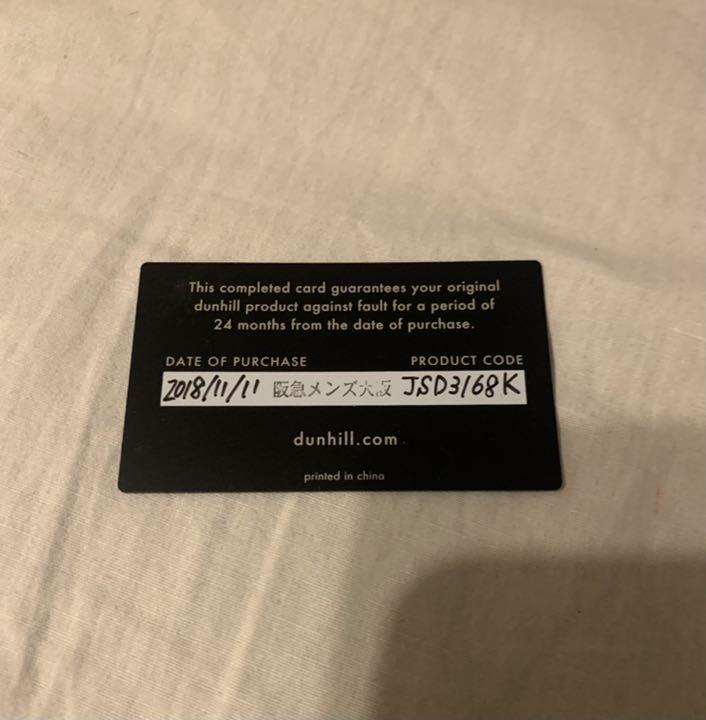 This completed card guarantees your original
dunhill product against fault for a period of
24 months from the date of purchase.
DATE OF PURCHASE PRODUCT CODE
2018/11/11 阪急メンズ大阪 JSD3168K
dunhill.com
printed in china